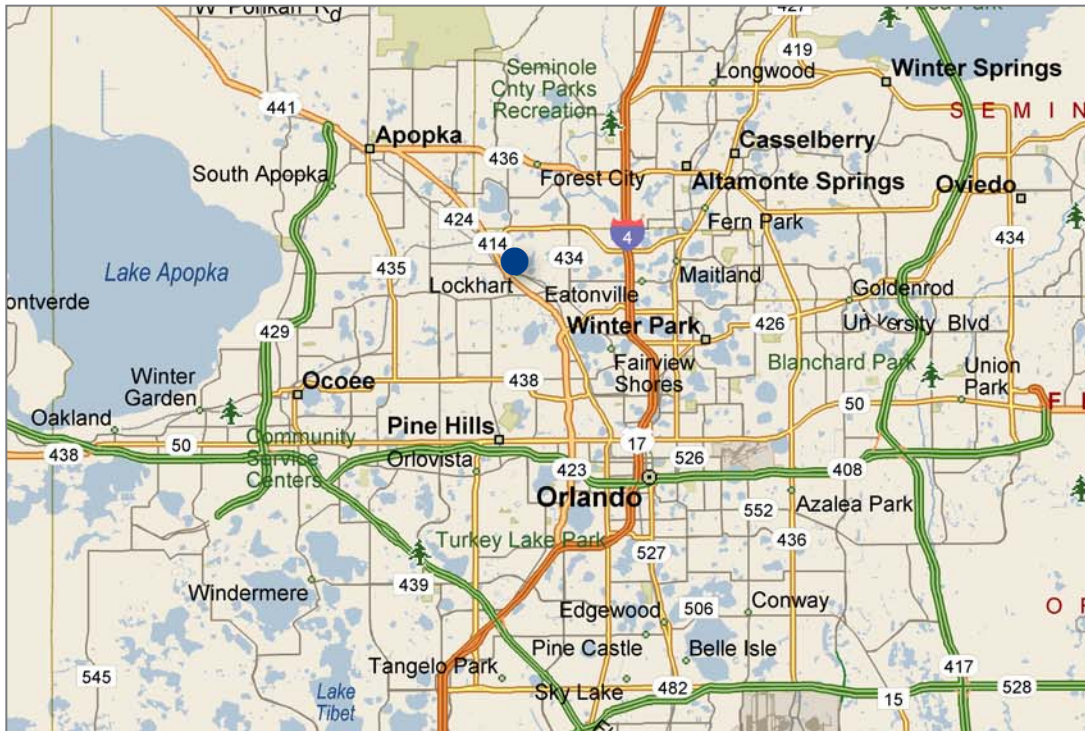 W Ponkan Rd
427
419
Longwood
Winter Springs
Seminole
Cnty Parks
Recreation
441
SEMIN
Apopka
Casselberry
436
South Apopka
Forest City
Altamonte Springs
Oviedo
424
Fern Park
414
4
434
434
Lake Apopka
435
Lockhart
Eatonville
Maitland
Goldenrod
ontverde
429
Winter Park
426
University Blvd
Fairview
Shores
Blanchard Park
Union
Park
Winter
Garden
Ocoee
438
Oakland
50
F
Pine Hills
17
50
Community
Service
Centers
438
Orlovista
423
526
408
Orlando
552
Azalea Park
Turkey Lake Park
436
527
439
Windermere
Edgewood
506
Conway
O
Pine Castle
Belle Isle
Tangelo Park
417
545
Sky Lake
482
528
15
Lake
Tibet